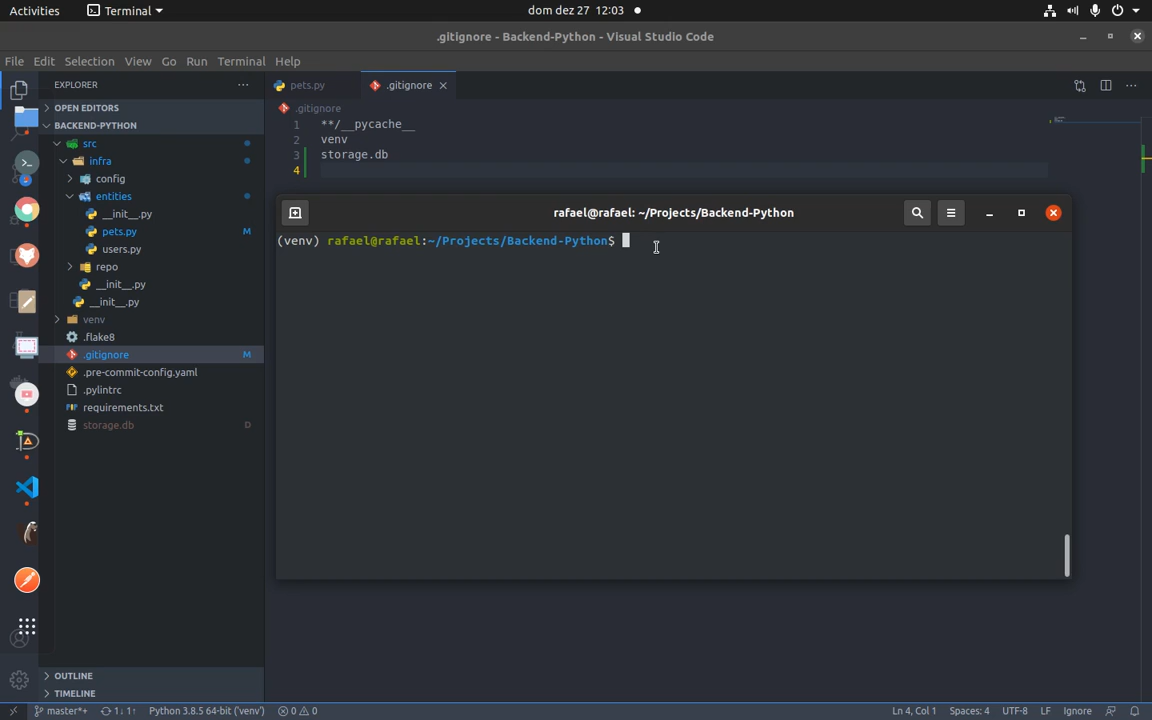 Activities Terminal dom dez 27 12:03
.gitignore - Backend-Python - Visual Studio Code
File Edit Selection View Go Run Terminal Help
EXPLORER
OPEN EDITORS
BACKEND-PYTHON
src
infra
config
entities
__init__.py
pets.py M
users.py
repo
__init__.py
__init__.py
venv
.flake8
.gitignore M
.pre-commit-config.yaml
.pylintrc
requirements.txt
storage.db D
OUTLINE
TIMELINE
pets.py .gitignore
.gitignore
1 **/__pycache__
2 venv
3 storage.db
4
rafael@rafael: ~/Projects/Backend-Python
(venv) rafael@rafael:~/Projects/Backend-Python$
master*+ 1↓ 1↑ Python 3.8.5 64-bit ('venv') 0 0 Ln 4, Col 1 Spaces: 4 UTF-8 LF Ignore